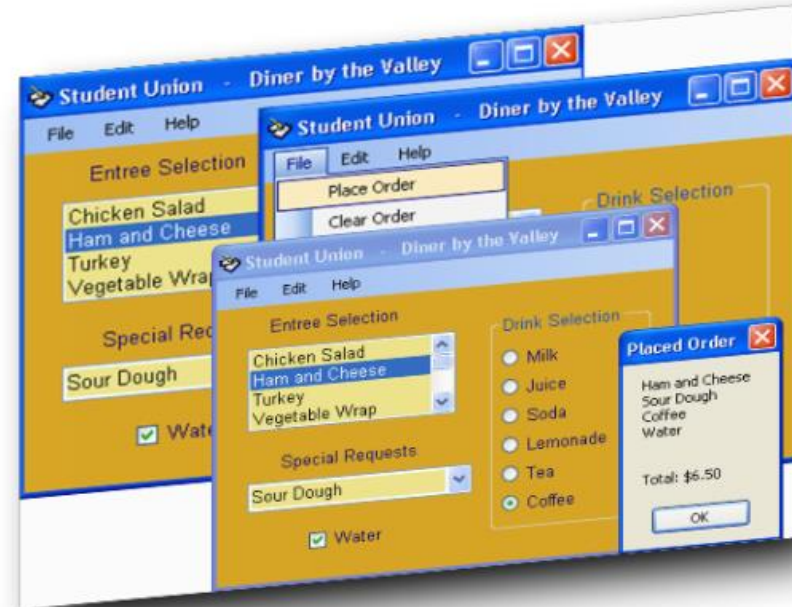 Student Union - Diner by the Valley
File Edit Help
Entree Selection
Chicken Salad
Ham and Cheese
Turkey
Vegetable Wrap
Special Req
Sour Dough
Wate
Student Union - Diner by the Valley
File Edit Help
Place Order
Clear Order
Drink Selection
Student Union - Diner by the Valley
File Edit Help
Entree Selection
Chicken Salad
Ham and Cheese
Turkey
Vegetable Wrap
Special Requests
Sour Dough
Water
Drink Selection
Milk
Juice
Soda
Lemonade
Tea
Coffee
Placed Order
Ham and Cheese
Sour Dough
Coffee
Water
Total: $6.50
OK